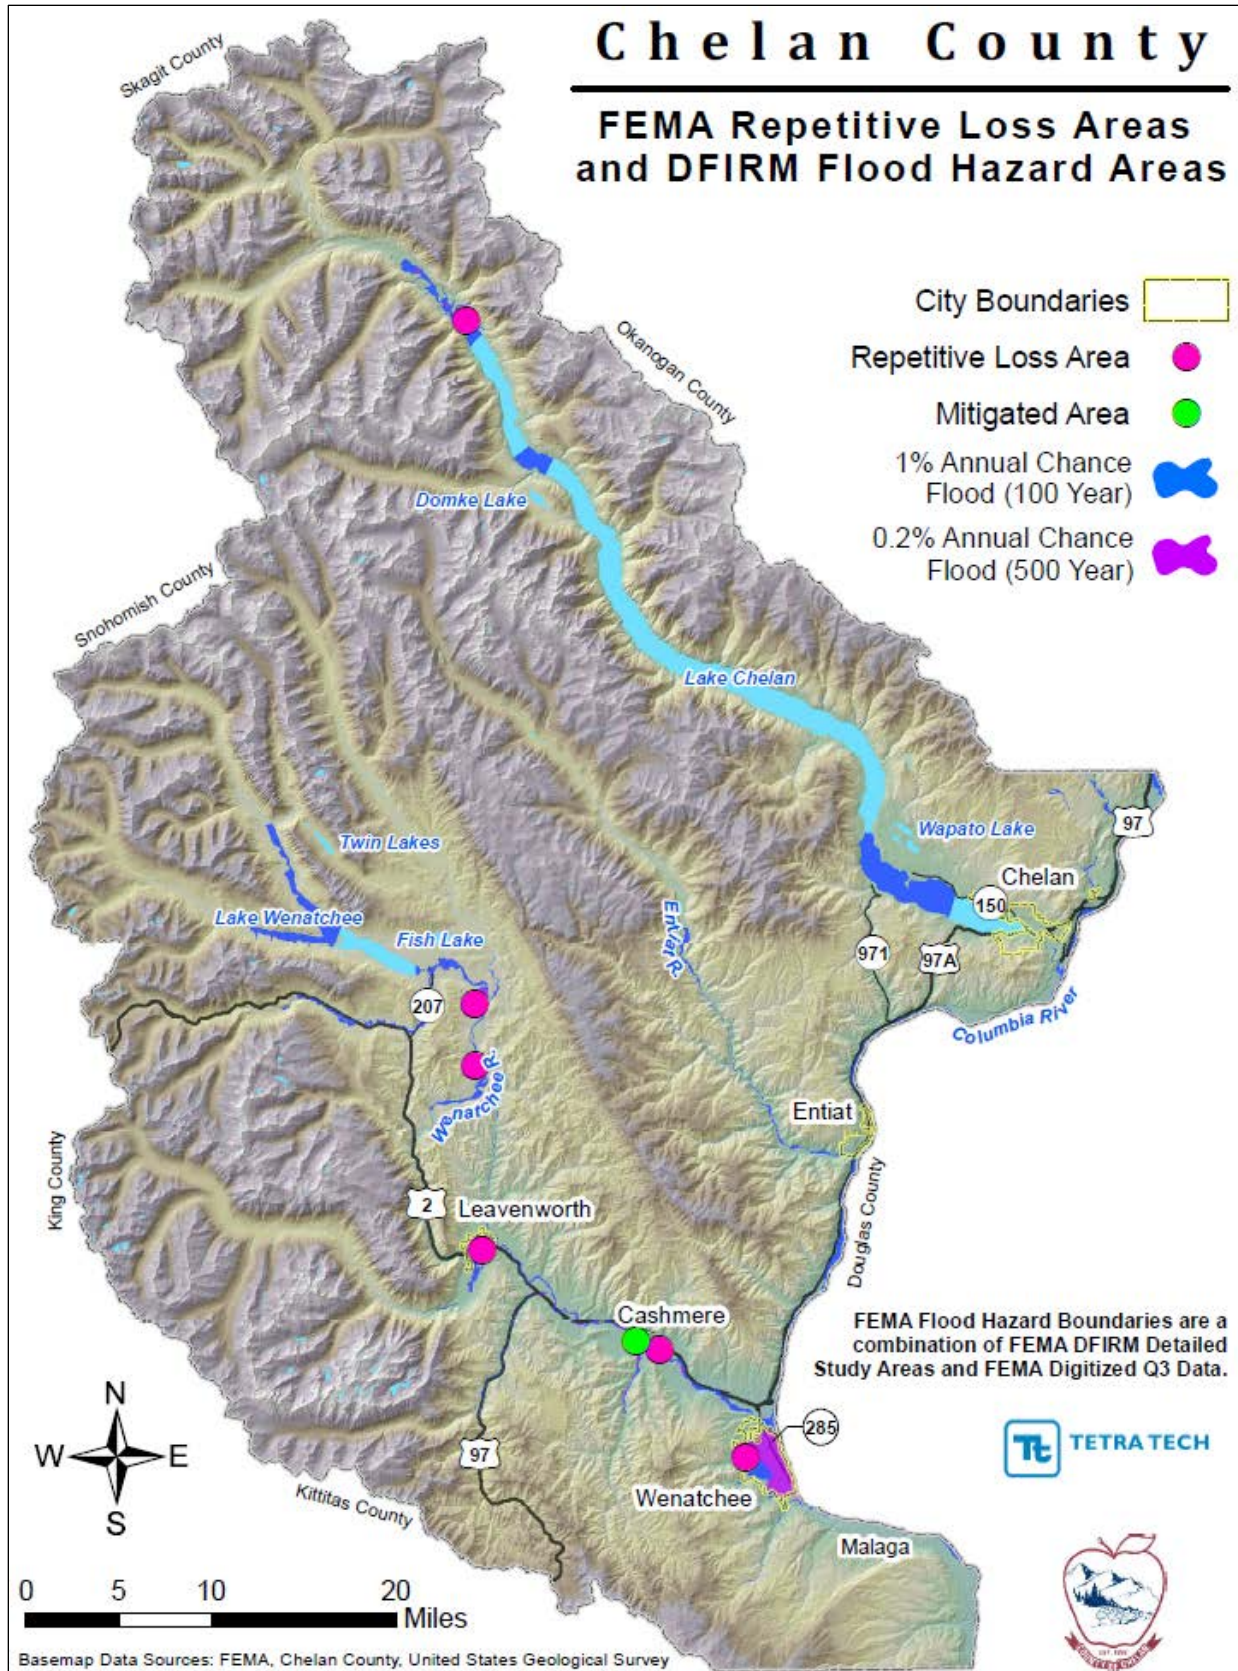 Chelan County
FEMA Repetitive Loss Areas
and DFIRM Flood Hazard Areas
Skagit County
City Boundaries
Okanogan County
Repetitive Loss Area
Mitigated Area
1% Annual Chance
Flood (100 Year)
Domke Lake
0.2% Annual Chance
Flood (500 Year)
Snohomish County
Lake Chelan
97
Wapato Lake
Twin Lakes
Chelan
150
Lake Wenatchee
Fish Lake
Entiat R.
971
97A
207
Columbia River
Wenatchee R.
Entiat
King County
2
Leavenworth
Douglas County
Cashmere
FEMA Flood Hazard Boundaries are a
combination of FEMA DFIRM Detailed
Study Areas and FEMA Digitized Q3 Data.
N
W E
S
285
97
Tt TETRA TECH
Kittitas County
Wenatchee
Malaga
0 5 10 20
Miles
Basemap Data Sources: FEMA, Chelan County, United States Geological Survey
COUNTY OF CHELAN